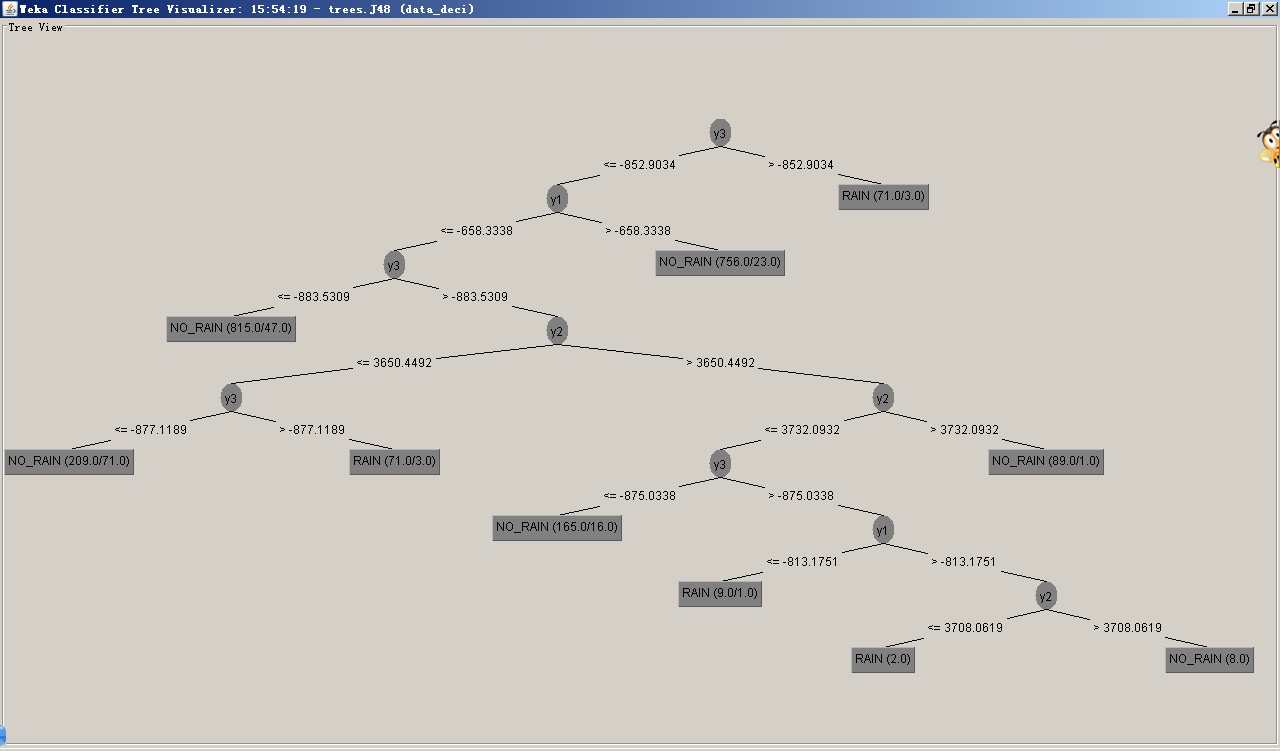 Weka Classifier Tree Visualizer: 15:54:19 - trees.J48 (data_deci)
Tree View
y3
<= -852.9034 > -852.9034
y1 RAIN (71.0/3.0)
<= -658.3338 > -658.3338
y3 NO_RAIN (756.0/23.0)
<= -883.5309 > -883.5309
NO_RAIN (815.0/47.0) y2
<= 3650.4492 > 3650.4492
y3 y2
<= -877.1189 > -877.1189 <= 3732.0932 > 3732.0932
NO_RAIN (209.0/71.0) RAIN (71.0/3.0) y3 NO_RAIN (89.0/1.0)
<= -875.0338 > -875.0338
NO_RAIN (165.0/16.0) y1
<= -813.1751 > -813.1751
RAIN (9.0/1.0) y2
<= 3708.0619 > 3708.0619
RAIN (2.0) NO_RAIN (8.0)